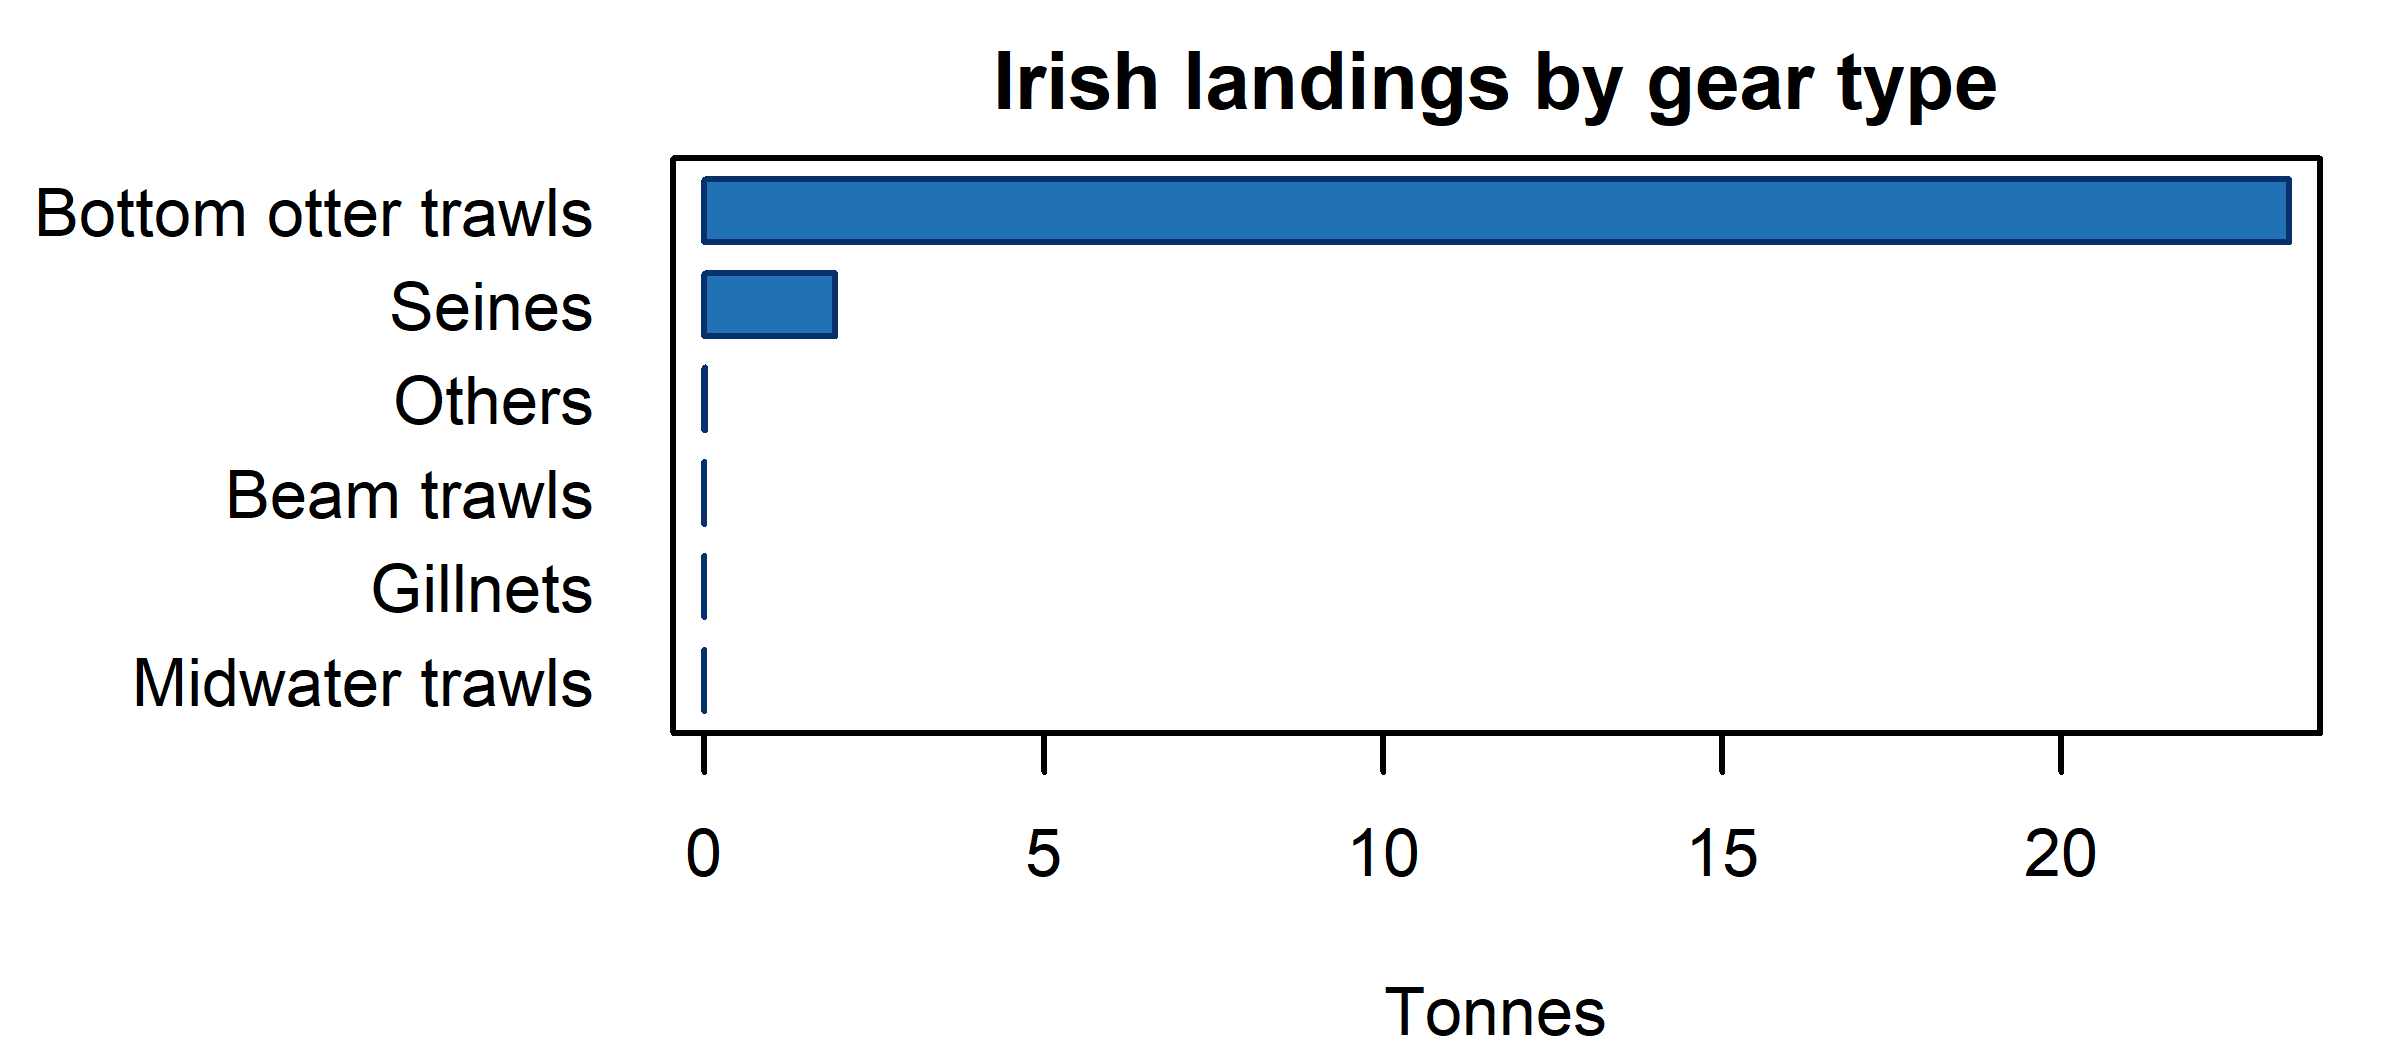 Irish landings by gear type
Bottom otter trawls
Seines
Others
Beam trawls
Gillnets
Midwater trawls
0 5 10 15 20
Tonnes